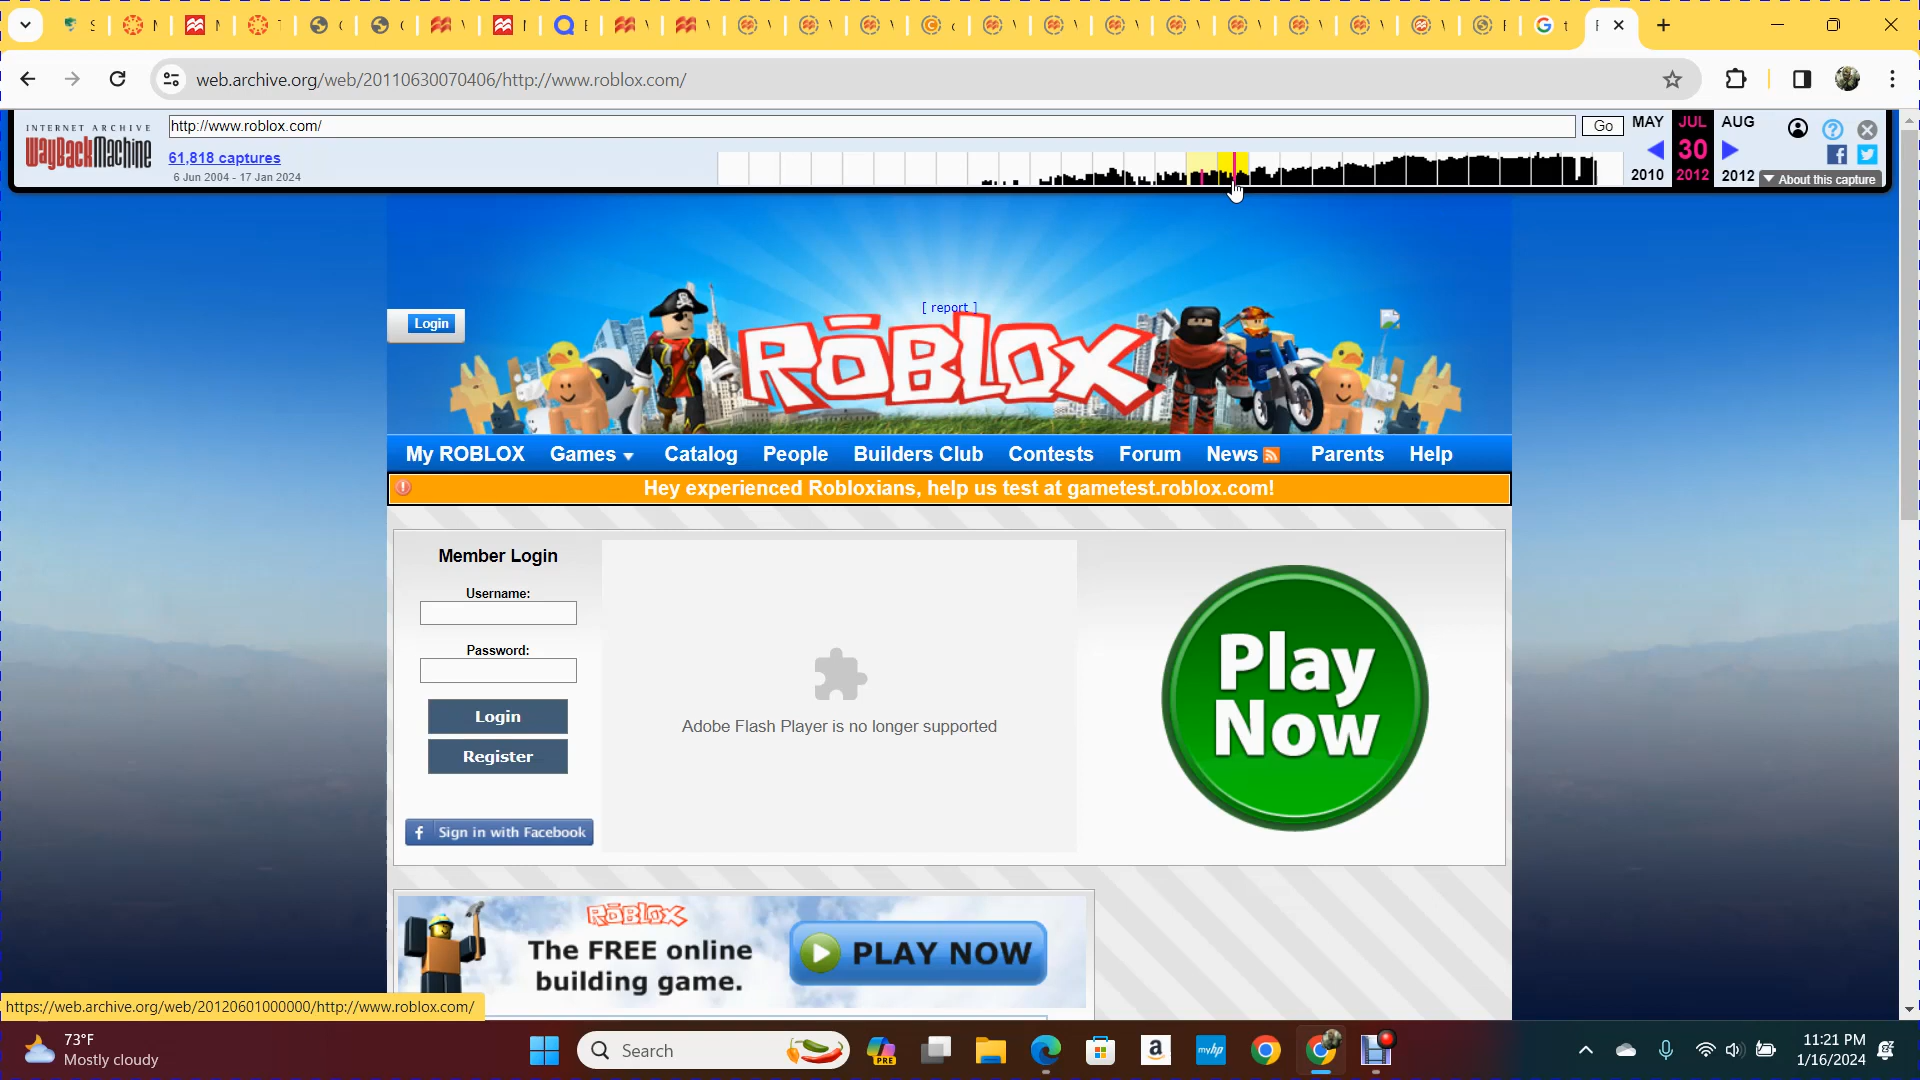 web.archive.org/web/20110630070406/http://www.roblox.com/
INTERNET ARCHIVE
WayBackMachine
http://www.roblox.com/
Go
61,818 captures
6 Jun 2004 - 17 Jan 2024
MAY JUL AUG
30
2010 2012 2012
About this capture
[ report ]
Login
RŌBLOX
My ROBLOX Games Catalog People Builders Club Contests Forum News Parents Help
Hey experienced Robloxians, help us test at gametest.roblox.com!
Member Login
Username:
Password:
Login
Register
Sign in with Facebook
Adobe Flash Player is no longer supported
Play
Now
RŌBLOX
The FREE online
building game.
PLAY NOW
https://web.archive.org/web/20120601000000/http://www.roblox.com/
73°F
Mostly cloudy
Search
PRE
a
myhp
11:21 PM
1/16/2024